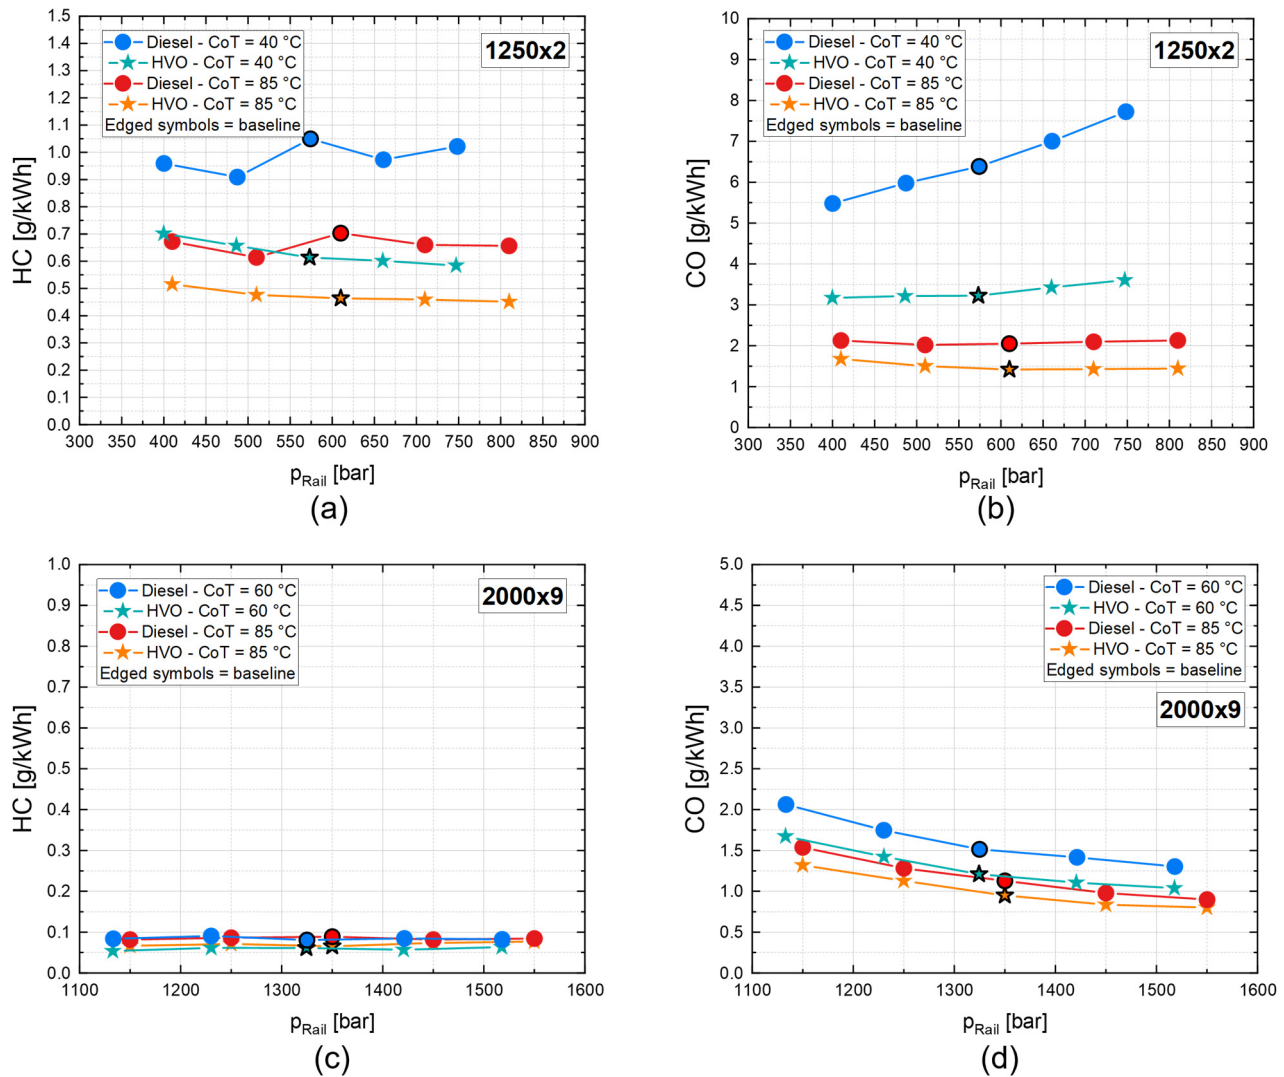 1.5
1.4
1.3
1.2
1.1
1.0
0.9
0.8
0.7
0.6
0.5
0.4
0.3
0.2
0.1
0.0
HC [g/kWh]
Diesel - CoT = 40 °C
HVO - CoT = 40 °C
Diesel - CoT = 85 °C
HVO - CoT = 85 °C
Edged symbols = baseline
1250x2
300 350 400 450 500 550 600 650 700 750 800 850 900
pRail [bar]
(a)
10
9
8
7
6
5
4
3
2
1
0
CO [g/kWh]
Diesel - CoT = 40 °C
HVO - CoT = 40 °C
Diesel - CoT = 85 °C
HVO - CoT = 85 °C
Edged symbols = baseline
1250x2
300 350 400 450 500 550 600 650 700 750 800 850 900
pRail [bar]
(b)
1.0
0.9
0.8
0.7
0.6
0.5
0.4
0.3
0.2
0.1
0.0
HC [g/kWh]
Diesel - CoT = 60 °C
HVO - CoT = 60 °C
Diesel - CoT = 85 °C
HVO - CoT = 85 °C
Edged symbols = baseline
2000x9
1100 1200 1300 1400 1500 1600
pRail [bar]
(c)
5.0
4.5
4.0
3.5
3.0
2.5
2.0
1.5
1.0
0.5
0.0
CO [g/kWh]
Diesel - CoT = 60 °C
HVO - CoT = 60 °C
Diesel - CoT = 85 °C
HVO - CoT = 85 °C
Edged symbols = baseline
2000x9
1100 1200 1300 1400 1500 1600
pRail [bar]
(d)